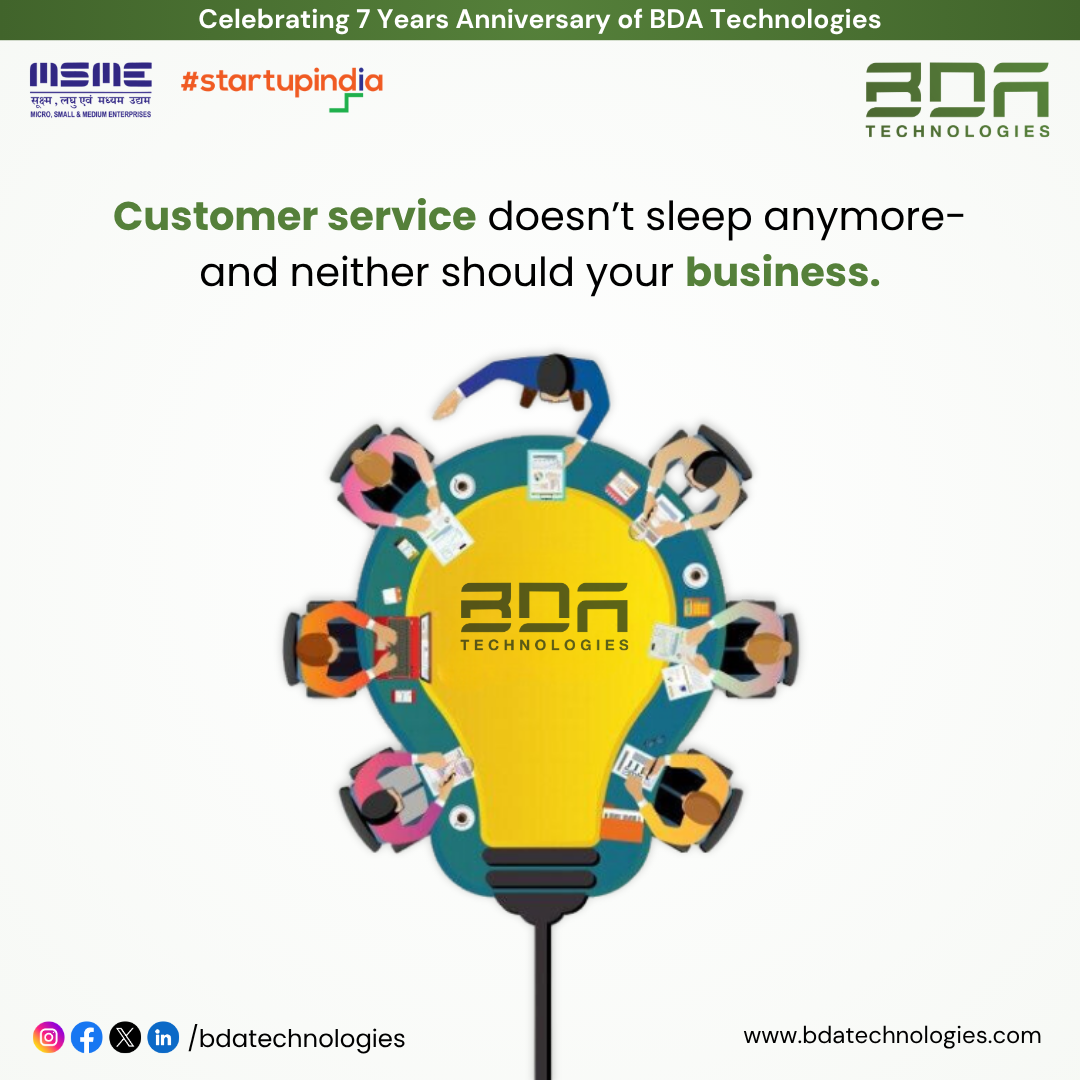 Celebrating 7 Years Anniversary of BDA Technologies
MSME
सूक्ष्म, लघु एवं मध्यम उद्यम
MICRO, SMALL & MEDIUM ENTERPRISES
#startupindia
BDA
TECHNOLOGIES
Customer service doesn’t sleep anymore-
and neither should your business.
BDA
TECHNOLOGIES
/bdatechnologies
www.bdatechnologies.com